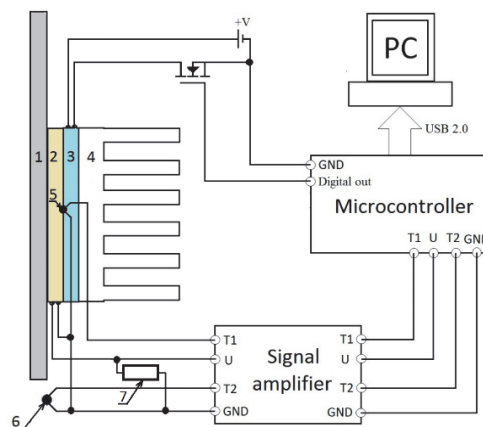 +V
PC
USB 2.0
1 2 3 4
5
GND
Digital out
Microcontroller
T1 U T2 GND
T1
U
T2
GND
Signal
amplifier
T1
U
T2
GND
7
6